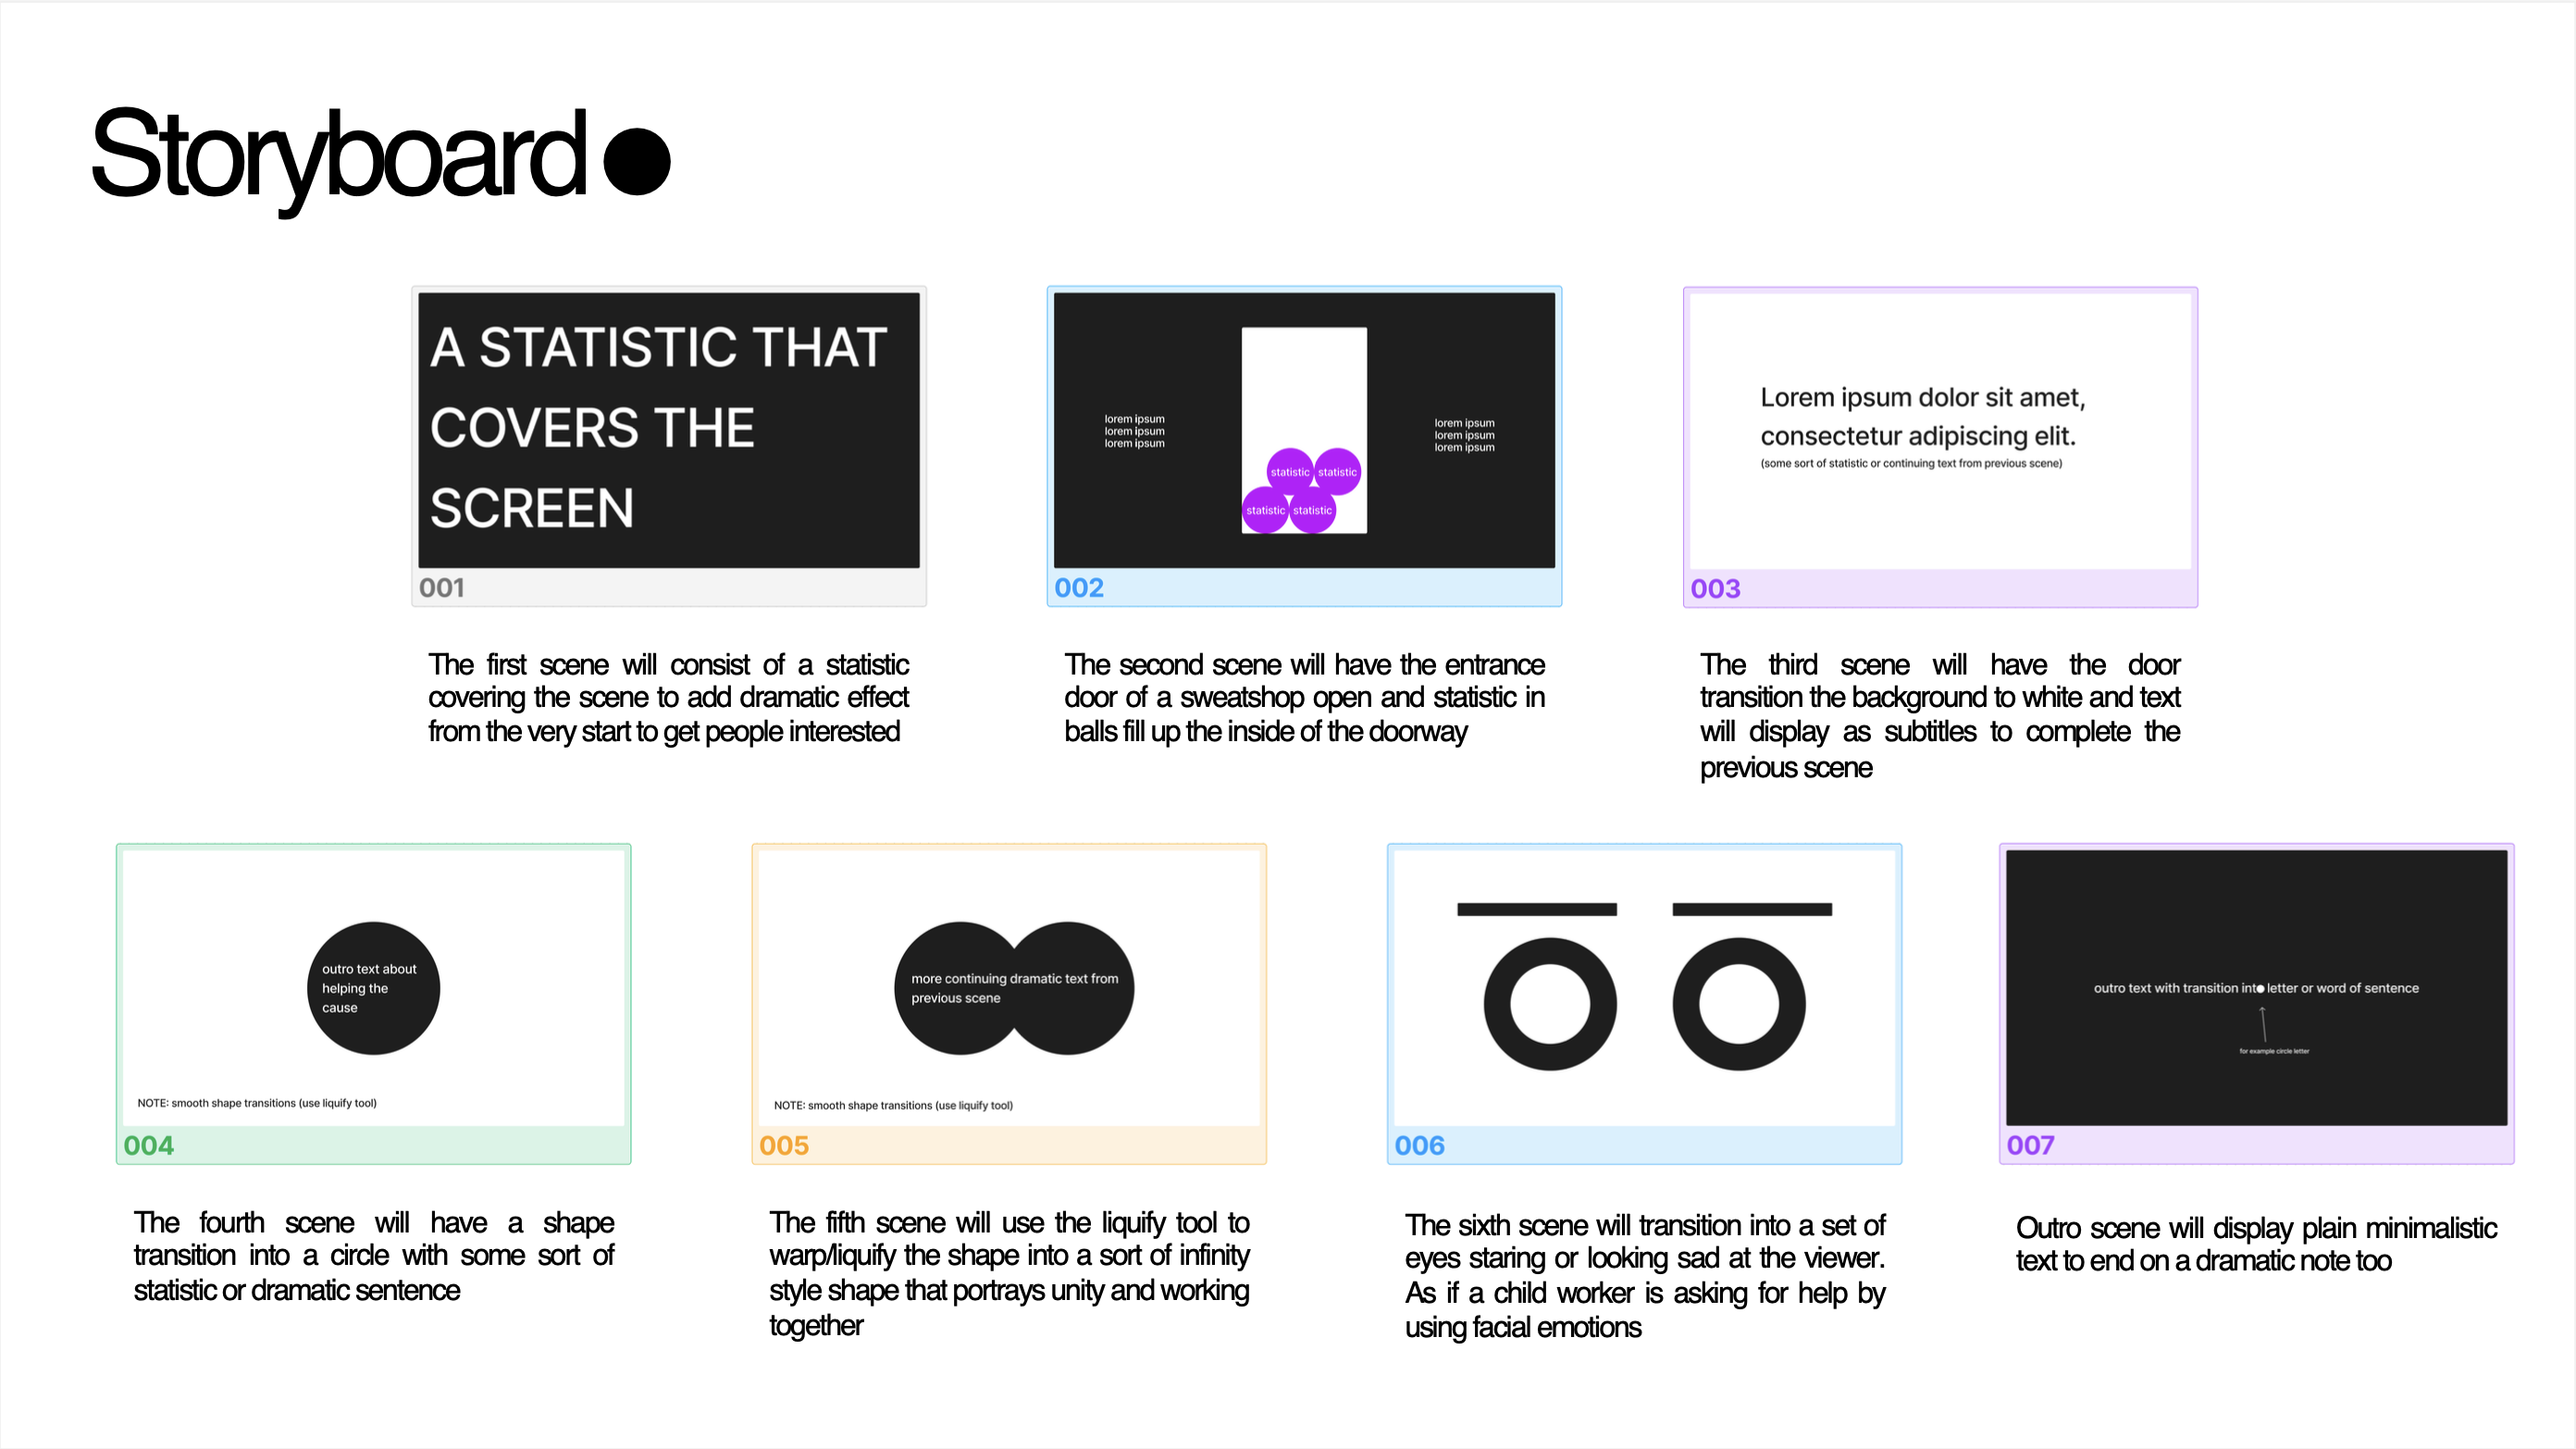 Storyboard
A STATISTIC THAT
COVERS THE
SCREEN
001
The first scene will consist of a statistic
covering the scene to add dramatic effect
from the very start to get people interested
lorem ipsum
lorem ipsum
lorem ipsum
statistic statistic
statistic statistic
lorem ipsum
lorem ipsum
lorem ipsum
002
The second scene will have the entrance
door of a sweatshop open and statistic in
balls fill up the inside of the doorway
Lorem ipsum dolor sit amet,
consectetur adipiscing elit.
(some sort of statistic or continuing text from previous scene)
003
The third scene will have the door
transition the background to white and text
will display as subtitles to complete the
previous scene
outro text about
helping the
cause
NOTE: smooth shape transitions (use liquify tool)
004
The fourth scene will have a shape
transition into a circle with some sort of
statistic or dramatic sentence
more continuing dramatic text from
previous scene
NOTE: smooth shape transitions (use liquify tool)
005
The fifth scene will use the liquify tool to
warp/liquify the shape into a sort of infinity
style shape that portrays unity and working
together
006
The sixth scene will transition into a set of
eyes staring or looking sad at the viewer.
As if a child worker is asking for help by
using facial emotions
outro text with transition int● letter or word of sentence
for example circle letter
007
Outro scene will display plain minimalistic
text to end on a dramatic note too